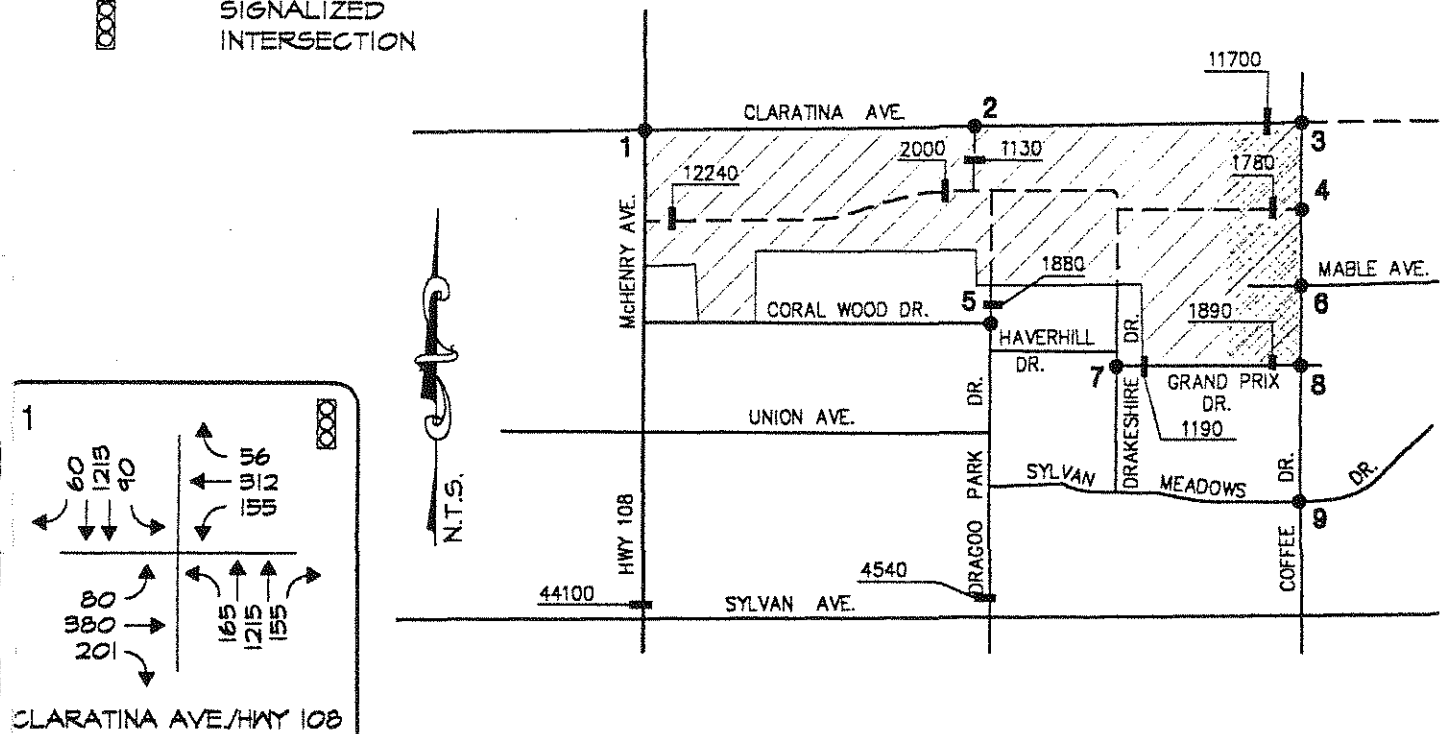 SIGNALIZED
INTERSECTION
11700
CLARATINA AVE.
2
1
3
2000
1130
1780
12240
4
McHENRY AVE.
1880
MABLE AVE.
5
6
CORAL WOOD DR.
1890
HAVERHILL
DR.
DR.
7
GRAND PRIX
DR.
8
1190
UNION AVE.
DRAKESHIRE
DRAGOO PARK DR.
SYLVAN MEADOWS DR.
9
COFFEE DR.
N.T.S.
HWY 108
4540
44100
SYLVAN AVE.
1
60
1213
90
56
312
155
80
380
201
165
1215
155
CLARATINA AVE./HWY 108